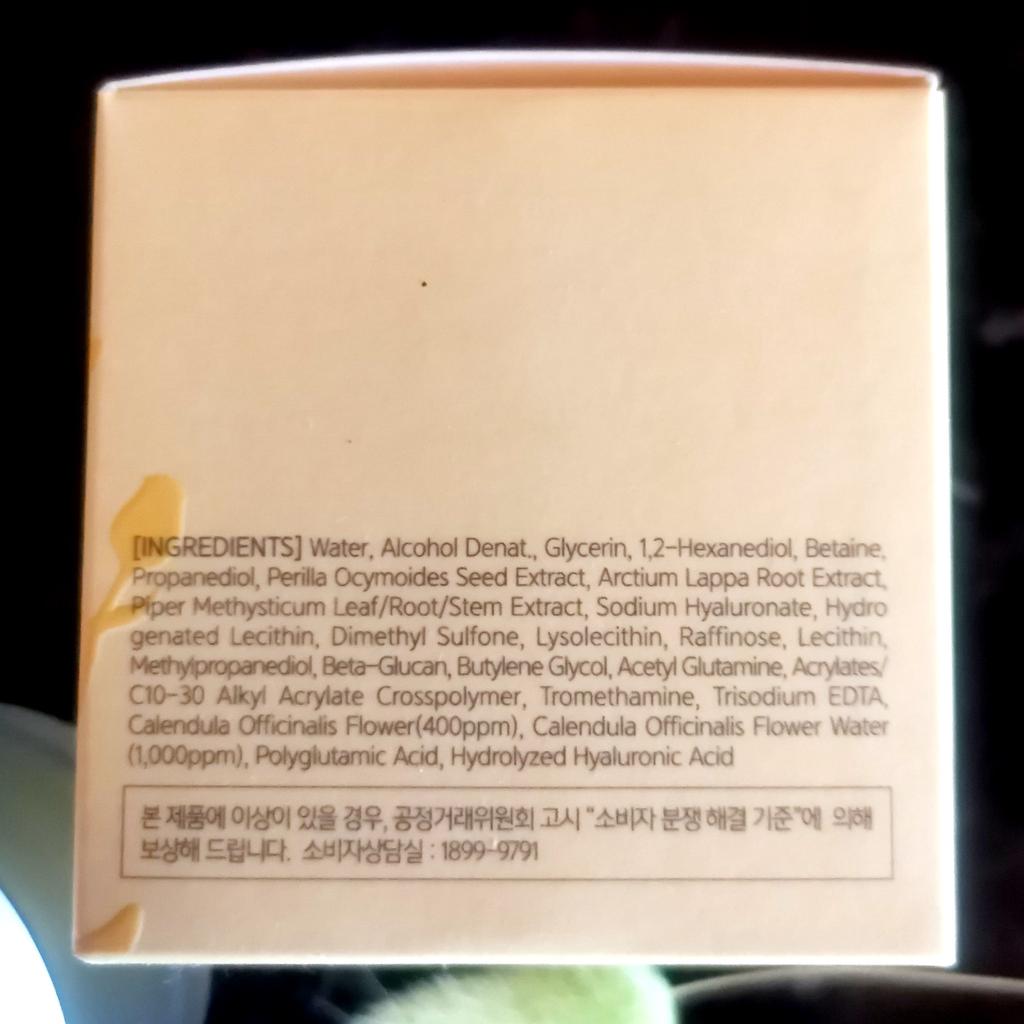 [INGREDIENTS] Water, Alcohol Denat., Glycerin, 1,2-Hexanediol, Betaine,
Propanediol, Perilla Ocymoides Seed Extract, Arctium Lappa Root Extract,
Piper Methysticum Leaf/Root/Stem Extract, Sodium Hyaluronate, Hydro
genated Lecithin, Dimethyl Sulfone, Lysolecithin, Raffinose, Lecithin,
Methylpropanediol, Beta-Glucan, Butylene Glycol, Acetyl Glutamine, Acrylates/
C10-30 Alkyl Acrylate Crosspolymer, Tromethamine, Trisodium EDTA,
Calendula Officinalis Flower(400ppm), Calendula Officinalis Flower Water
(1,000ppm), Polyglutamic Acid, Hydrolyzed Hyaluronic Acid
본 제품에 이상이 있을 경우, 공정거래위원회 고시 "소비자 분쟁 해결 기준"에 의해
보상해 드립니다. 소비자상담실 : 1899-9791